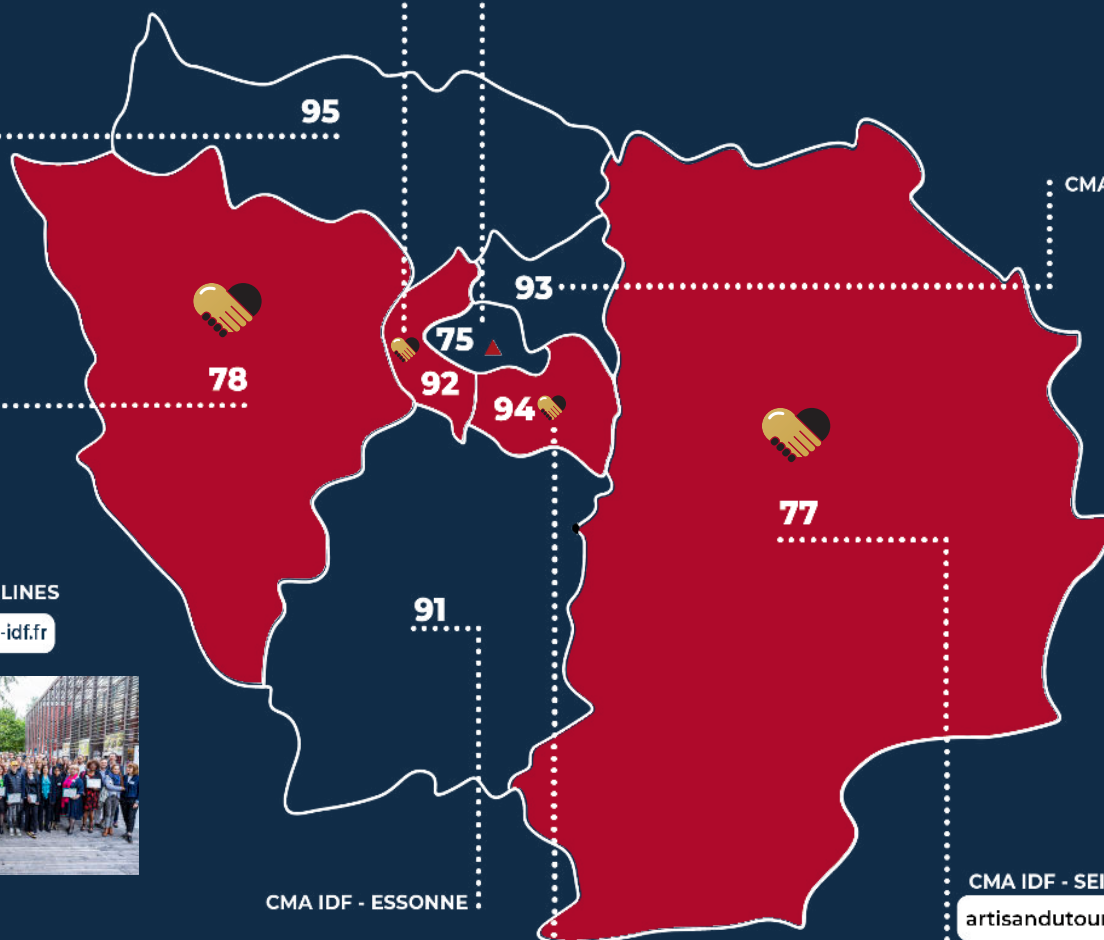 95
CMA
93
75
78
92
94
77
LINES
91
-idf.fr
CMA IDF - SEI
CMA IDF - ESSONNE
artisandutour